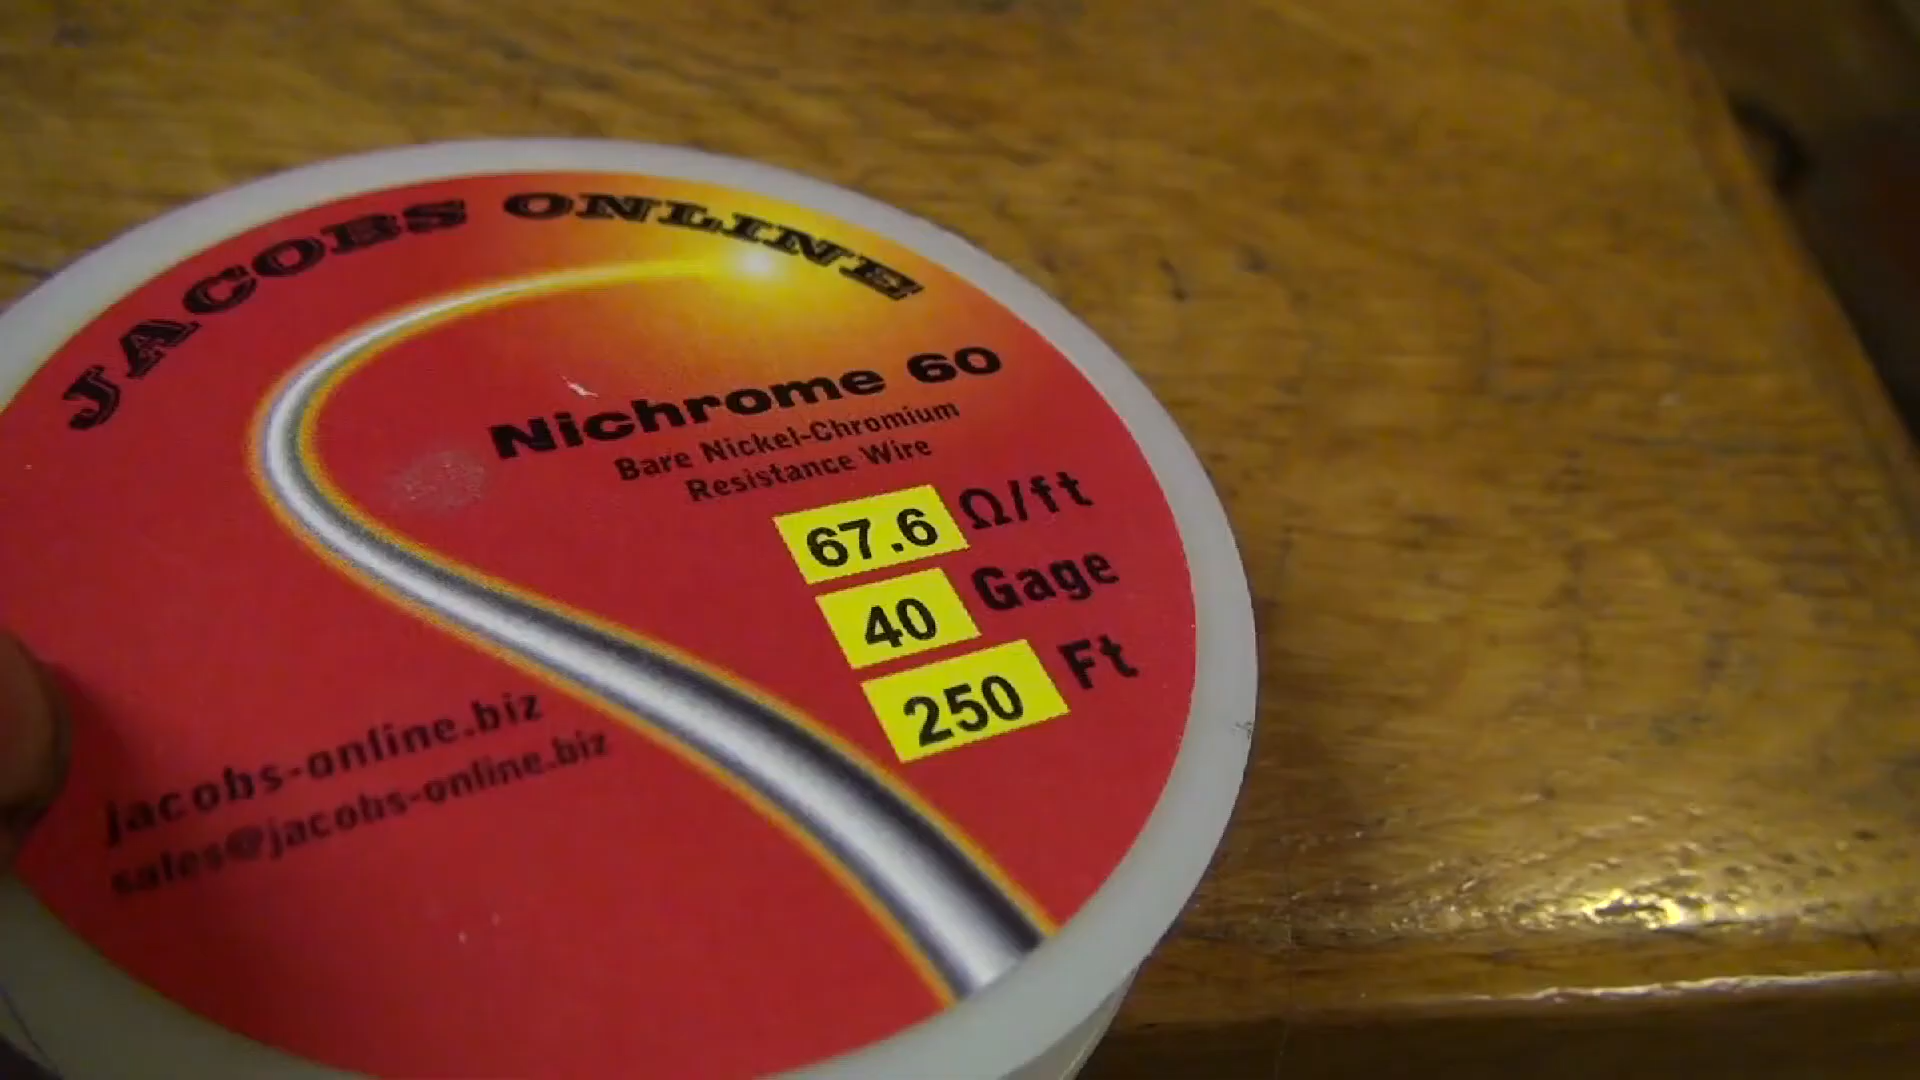 JACOBS ONLINE
Nichrome 60
Bare Nickel-Chromium
Resistance Wire
67.6 Ω/ft
40 Gage
250 Ft
jacobs-online.biz
sales@jacobs-online.biz